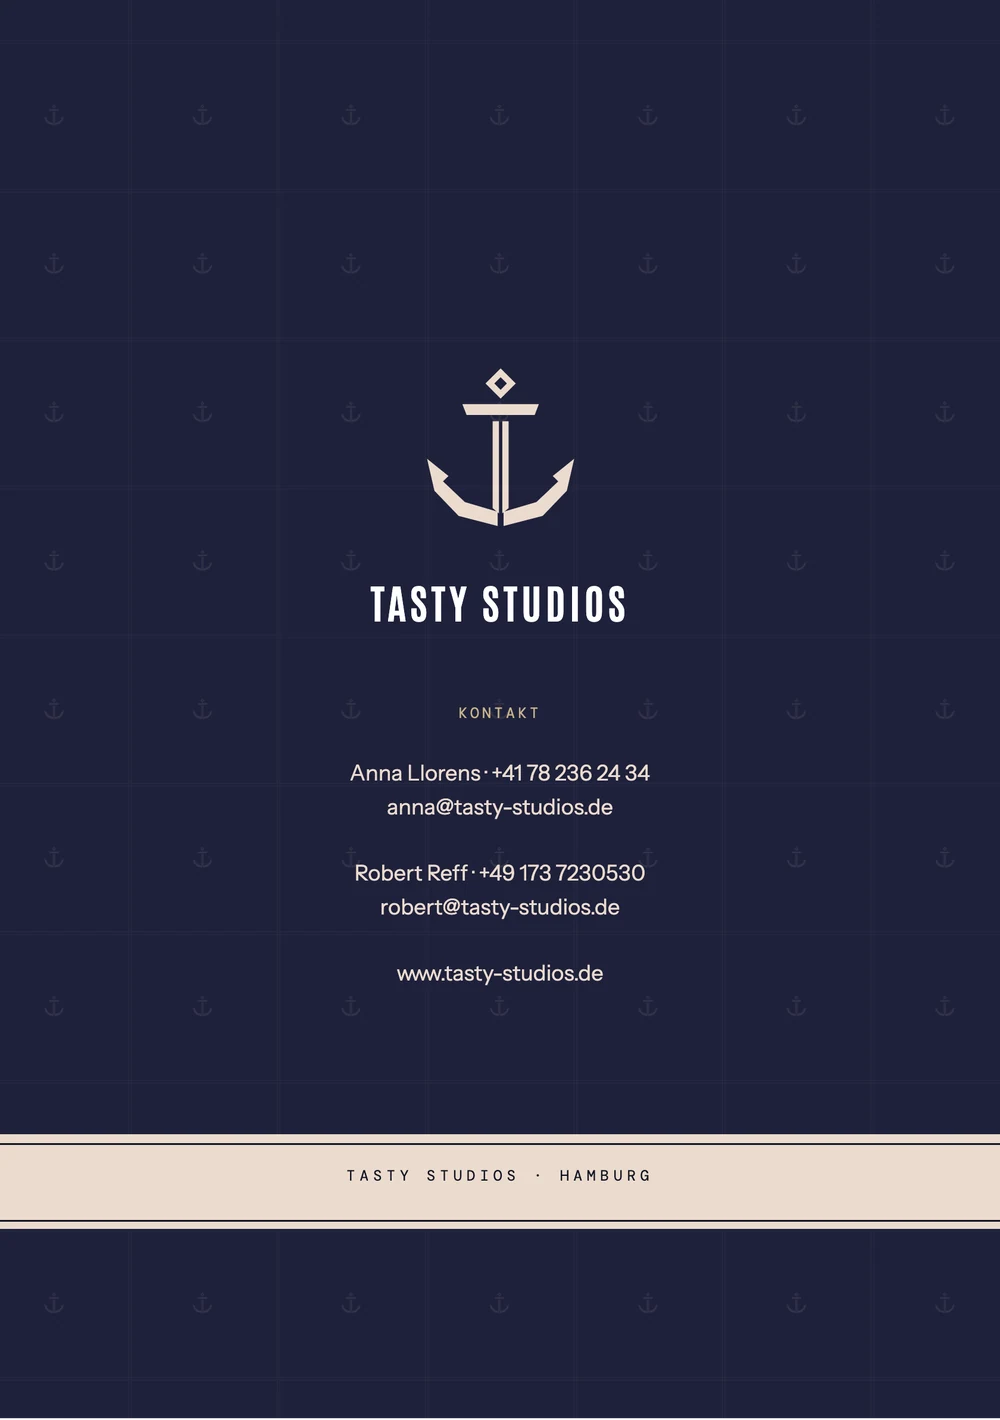 TASTY STUDIOS
KONTAKT
Anna Llorens · +41 78 236 24 34
anna@tasty-studios.de
Robert Reff · +49 173 7230530
robert@tasty-studios.de
www.tasty-studios.de
TASTY STUDIOS · HAMBURG